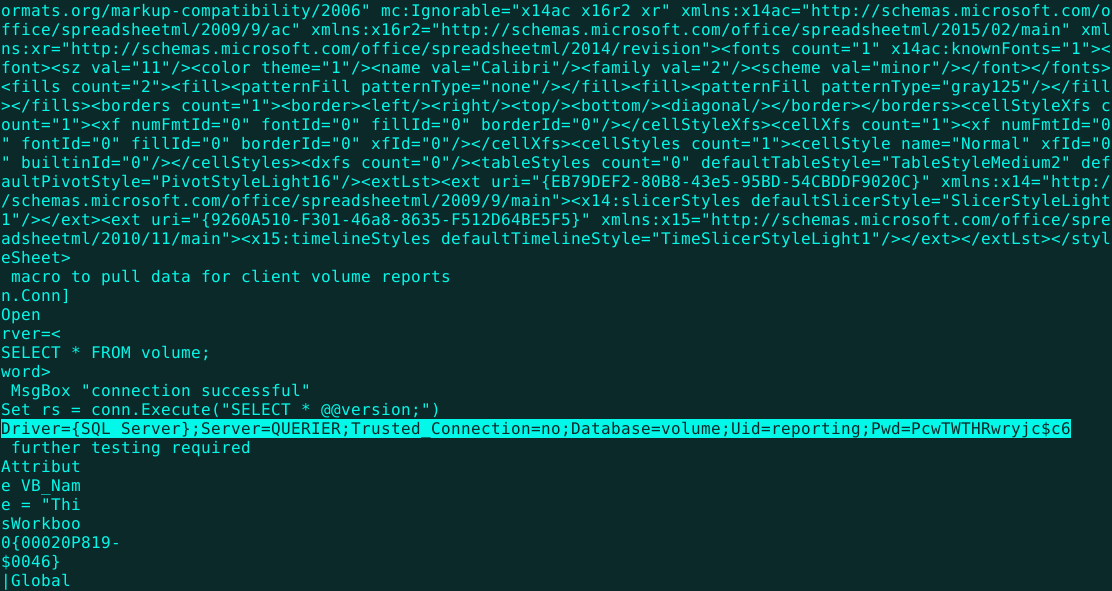 ormats.org/markup-compatibility/2006" mc:Ignorable="x14ac x16r2 xr" xmlns:x14ac="http://schemas.microsoft.com/o
ffice/spreadsheetml/2009/9/ac" xmlns:x16r2="http://schemas.microsoft.com/office/spreadsheetml/2015/02/main" xml
ns:xr="http://schemas.microsoft.com/office/spreadsheetml/2014/revision"><fonts count="1" x14ac:knownFonts="1"><
font><sz val="11"/><color theme="1"/><name val="Calibri"/><family val="2"/><scheme val="minor"/></font></fonts>
<fills count="2"><fill><patternFill patternType="none"/></fill><fill><patternFill patternType="gray125"/></fill
></fills><borders count="1"><border><left/><right/><top/><bottom/><diagonal/></border></borders><cellStyleXfs c
ount="1"><xf numFmtId="0" fontId="0" fillId="0" borderId="0"/></cellStyleXfs><cellXfs count="1"><xf numFmtId="0
" fontId="0" fillId="0" borderId="0" xfId="0"/></cellXfs><cellStyles count="1"><cellStyle name="Normal" xfId="0
" builtinId="0"/></cellStyles><dxfs count="0"/><tableStyles count="0" defaultTableStyle="TableStyleMedium2" def
aultPivotStyle="PivotStyleLight16"/><extLst><ext uri="{EB79DEF2-80B8-43e5-95BD-54CBDDF9020C}" xmlns:x14="http:/
/schemas.microsoft.com/office/spreadsheetml/2009/9/main"><x14:slicerStyles defaultSlicerStyle="SlicerStyleLight
1"/></ext><ext uri="{9260A510-F301-46a8-8635-F512D64BE5F5}" xmlns:x15="http://schemas.microsoft.com/office/spre
adsheetml/2010/11/main"><x15:timelineStyles defaultTimelineStyle="TimeSlicerStyleLight1"/></ext></extLst></styl
eSheet>
 macro to pull data for client volume reports
n.Conn]
Open
rver=<
SELECT * FROM volume;
word>
 MsgBox "connection successful"
Set rs = conn.Execute("SELECT * @@version;")
Driver={SQL Server};Server=QUERIER;Trusted_Connection=no;Database=volume;Uid=reporting;Pwd=PcwTWTHRwryjc$c6
 further testing required
Attribut
e VB_Nam
e = "Thi
sWorkboo
0{00020P819-
$0046}
|Global